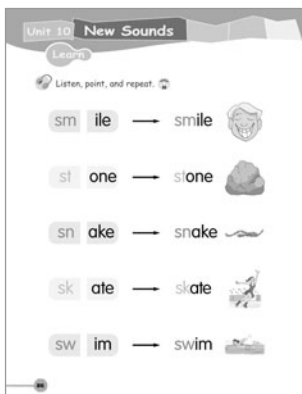 Unit 10 New Sounds
Learn
Listen, point, and repeat.
sm ile → smile
st one → stone
sn ake → snake
sk ate → skate
sw im → swim